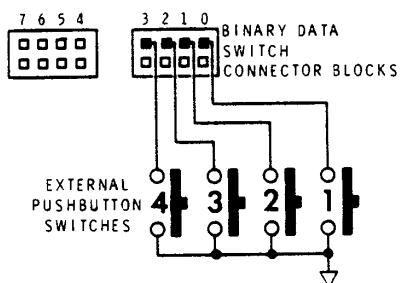 7 6 5 4
3 2 1 0
BINARY DATA
SWITCH
CONNECTOR BLOCKS
EXTERNAL
PUSHBUTTON
SWITCHES
4 3 2 1